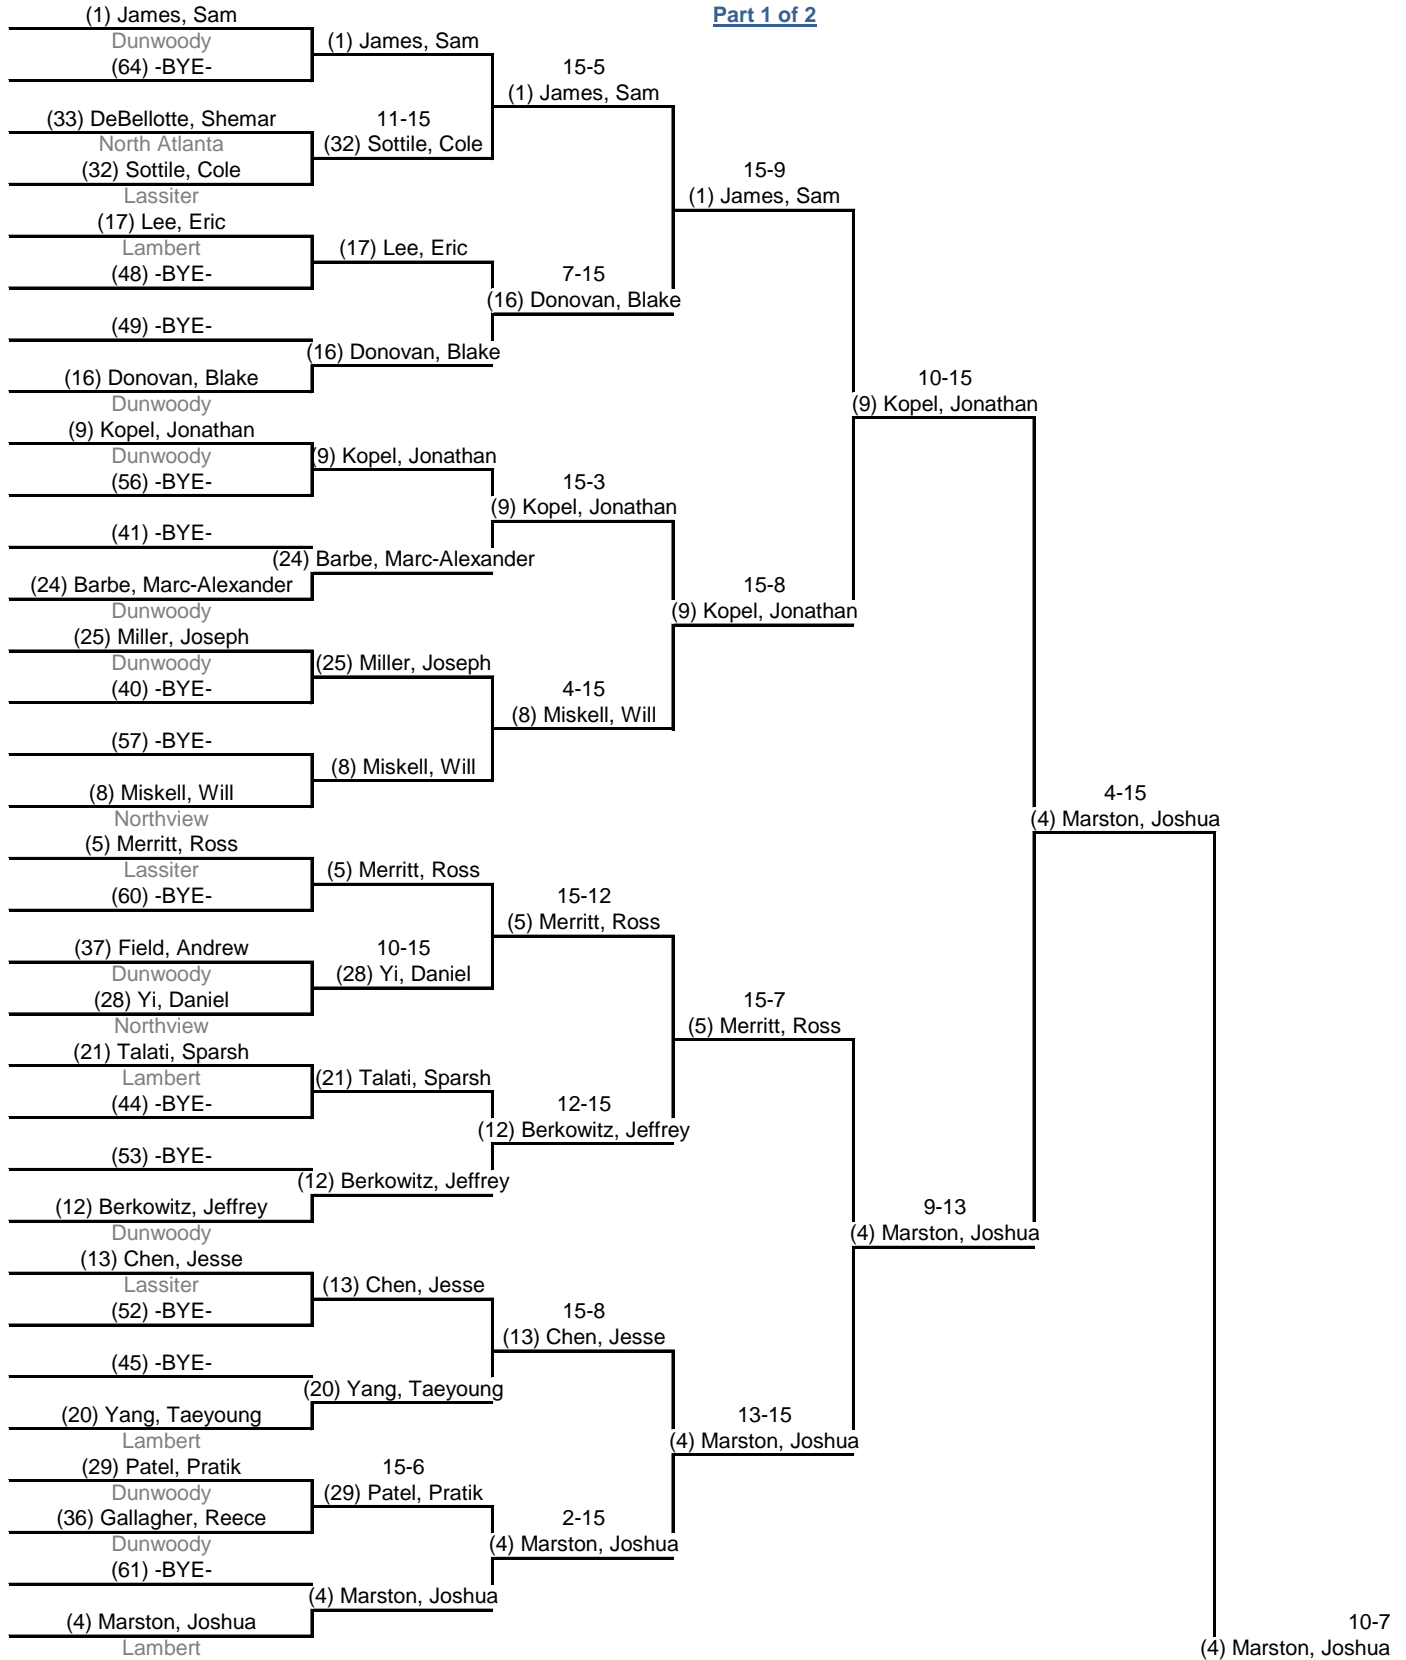 Part 1 of 2
(1) James, Sam
Dunwoody
(64) -BYE-
(33) DeBellotte, Shemar
North Atlanta
(32) Sottile, Cole
Lassiter
(17) Lee, Eric
Lambert
(48) -BYE-
(49) -BYE-
(16) Donovan, Blake
Dunwoody
(9) Kopel, Jonathan
Dunwoody
(56) -BYE-
(41) -BYE-
(24) Barbe, Marc-Alexander
Dunwoody
(25) Miller, Joseph
Dunwoody
(40) -BYE-
(57) -BYE-
(8) Miskell, Will
Northview
(5) Merritt, Ross
Lassiter
(60) -BYE-
(37) Field, Andrew
Dunwoody
(28) Yi, Daniel
Northview
(21) Talati, Sparsh
Lambert
(44) -BYE-
(53) -BYE-
(12) Berkowitz, Jeffrey
Dunwoody
(13) Chen, Jesse
Lassiter
(52) -BYE-
(45) -BYE-
(20) Yang, Taeyoung
Lambert
(29) Patel, Pratik
Dunwoody
(36) Gallagher, Reece
Dunwoody
(61) -BYE-
(4) Marston, Joshua
Lambert
(1) James, Sam
11-15
(32) Sottile, Cole
(17) Lee, Eric
(16) Donovan, Blake
(9) Kopel, Jonathan
(24) Barbe, Marc-Alexander
(25) Miller, Joseph
(8) Miskell, Will
(5) Merritt, Ross
10-15
(28) Yi, Daniel
(21) Talati, Sparsh
(12) Berkowitz, Jeffrey
(13) Chen, Jesse
(20) Yang, Taeyoung
15-6
(29) Patel, Pratik
(4) Marston, Joshua
15-5
(1) James, Sam
7-15
(16) Donovan, Blake
15-3
(9) Kopel, Jonathan
4-15
(8) Miskell, Will
15-12
(5) Merritt, Ross
12-15
(12) Berkowitz, Jeffrey
15-8
(13) Chen, Jesse
2-15
(4) Marston, Joshua
15-9
(1) James, Sam
15-8
(9) Kopel, Jonathan
15-7
(5) Merritt, Ross
13-15
(4) Marston, Joshua
10-15
(9) Kopel, Jonathan
9-13
(4) Marston, Joshua
4-15
(4) Marston, Joshua
10-7
(4) Marston, Joshua